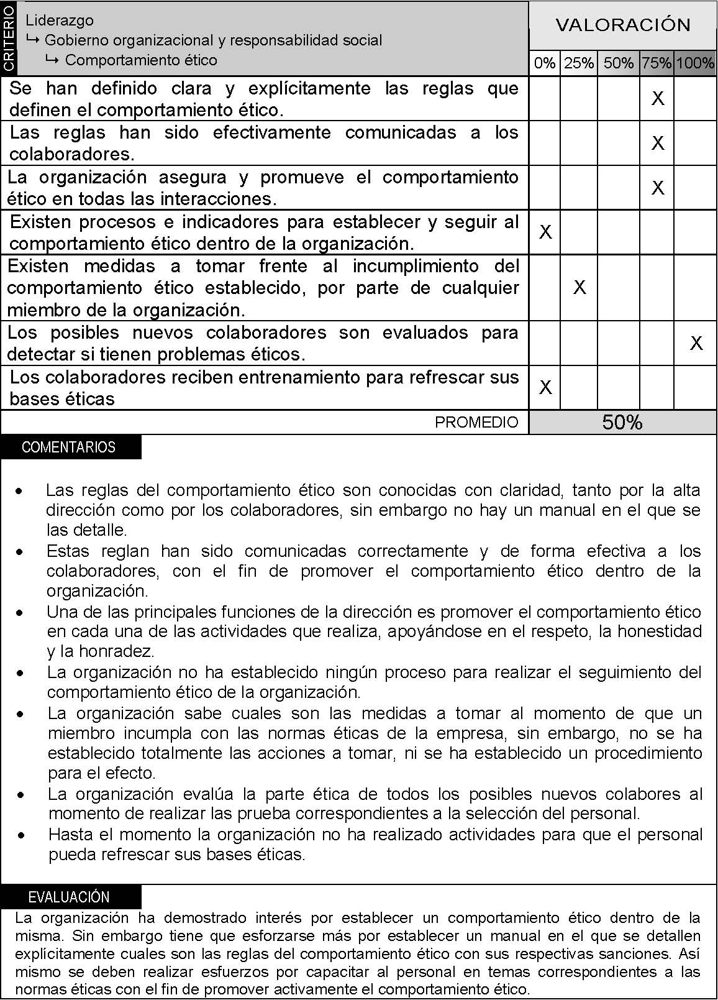 CRITERIO
Liderazgo
↳ Gobierno organizacional y responsabilidad social
↳ Comportamiento ético
VALORACIÓN
0% 25% 50% 75% 100%
Se han definido clara y explícitamente las reglas que
definen el comportamiento ético.
X
Las reglas han sido efectivamente comunicadas a los
colaboradores.
X
La organización asegura y promueve el comportamiento
ético en todas las interacciones.
X
Existen procesos e indicadores para establecer y seguir al
comportamiento ético dentro de la organización.
X
Existen medidas a tomar frente al incumplimiento del
comportamiento ético establecido, por parte de cualquier
miembro de la organización.
X
Los posibles nuevos colaboradores son evaluados para
detectar si tienen problemas éticos.
X
Los colaboradores reciben entrenamiento para refrescar sus
bases éticas
X
PROMEDIO 50%
COMENTARIOS
• Las reglas del comportamiento ético son conocidas con claridad, tanto por la alta
dirección como por los colaboradores, sin embargo no hay un manual en el que se
las detalle.
• Estas reglan han sido comunicadas correctamente y de forma efectiva a los
colaboradores, con el fin de promover el comportamiento ético dentro de la
organización.
• Una de las principales funciones de la dirección es promover el comportamiento ético
en cada una de las actividades que realiza, apoyándose en el respeto, la honestidad
y la honradez.
• La organización no ha establecido ningún proceso para realizar el seguimiento del
comportamiento ético de la organización.
• La organización sabe cuales son las medidas a tomar al momento de que un
miembro incumpla con las normas éticas de la empresa, sin embargo, no se ha
establecido totalmente las acciones a tomar, ni se ha establecido un procedimiento
para el efecto.
• La organización evalúa la parte ética de todos los posibles nuevos colabores al
momento de realizar las prueba correspondientes a la selección del personal.
• Hasta el momento la organización no ha realizado actividades para que el personal
pueda refrescar sus bases éticas.
EVALUACIÓN
La organización ha demostrado interés por establecer un comportamiento ético dentro de la
misma. Sin embargo tiene que esforzarse más por establecer un manual en el que se detallen
explícitamente cuales son las reglas del comportamiento ético con sus respectivas sanciones. Así
mismo se deben realizar esfuerzos por capacitar al personal en temas correspondientes a las
normas éticas con el fin de promover activamente el comportamiento ético.